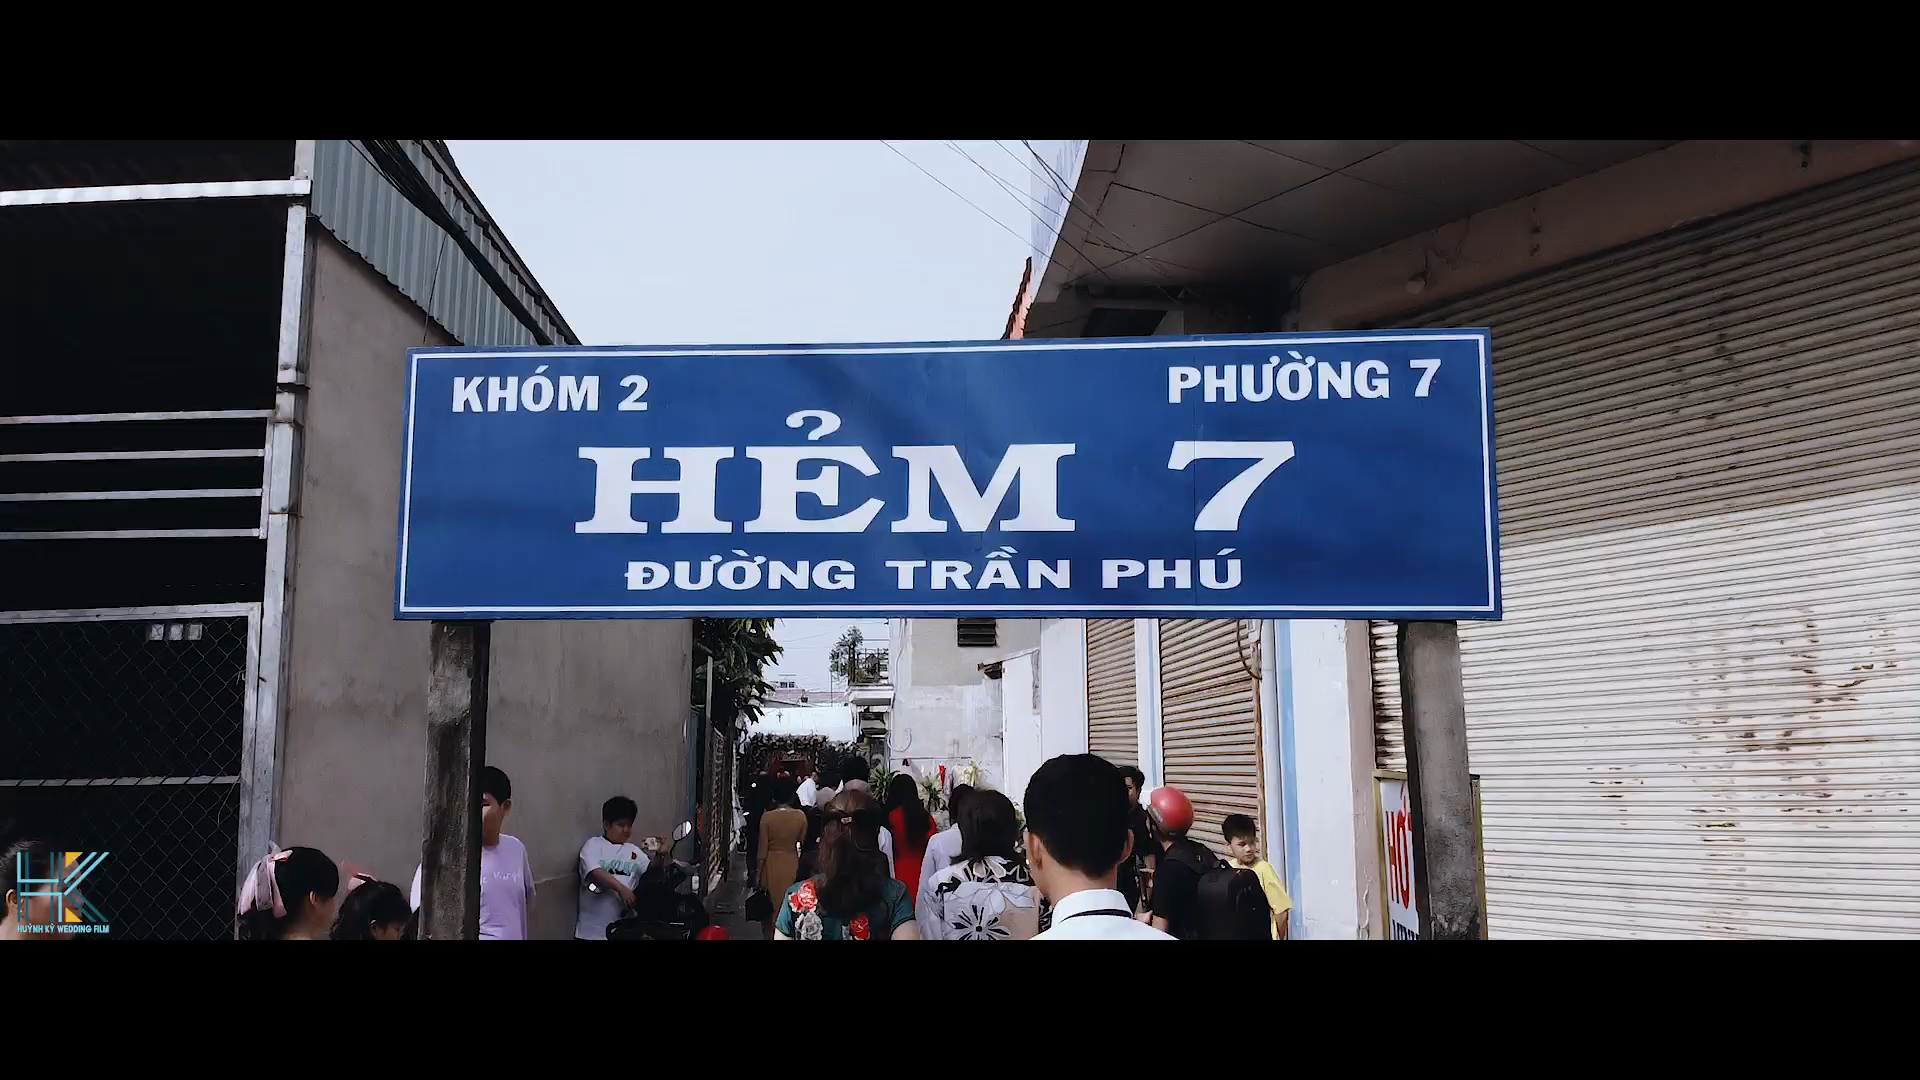 KHÓM 2
PHƯỜNG 7
HẺM 7
ĐƯỜNG TRẦN PHÚ
HUỲNH KỲ WEDDING FILM